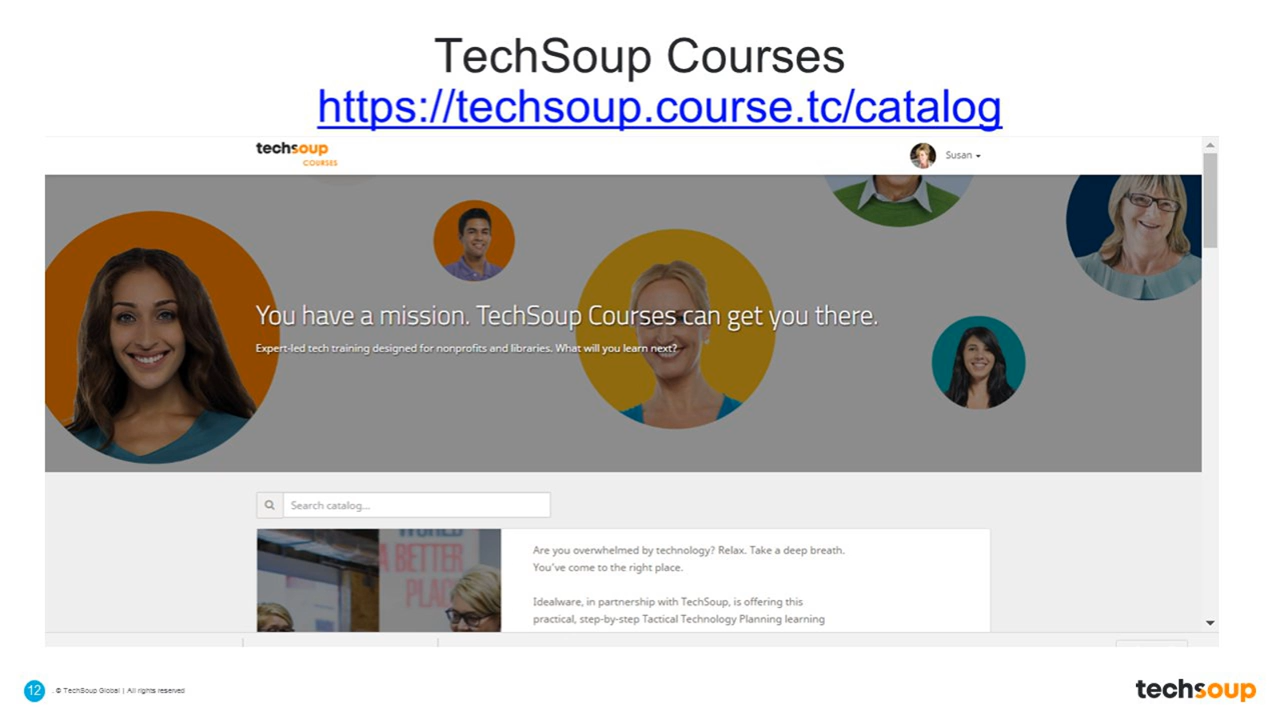 TechSoup Courses
https://techsoup.course.tc/catalog
techsoup
COURSES
Susan
You have a mission. TechSoup Courses can get you there.
Expert-led tech training designed for nonprofits and libraries. What will you learn next?
Search catalog...
WORLD
A BETTER
PLACE
Are you overwhelmed by technology? Relax. Take a deep breath.
You've come to the right place.
Idealware, in partnership with TechSoup, is offering this
practical, step-by-step Tactical Technology Planning learning
12 . © TechSoup Global | All rights reserved
techsoup